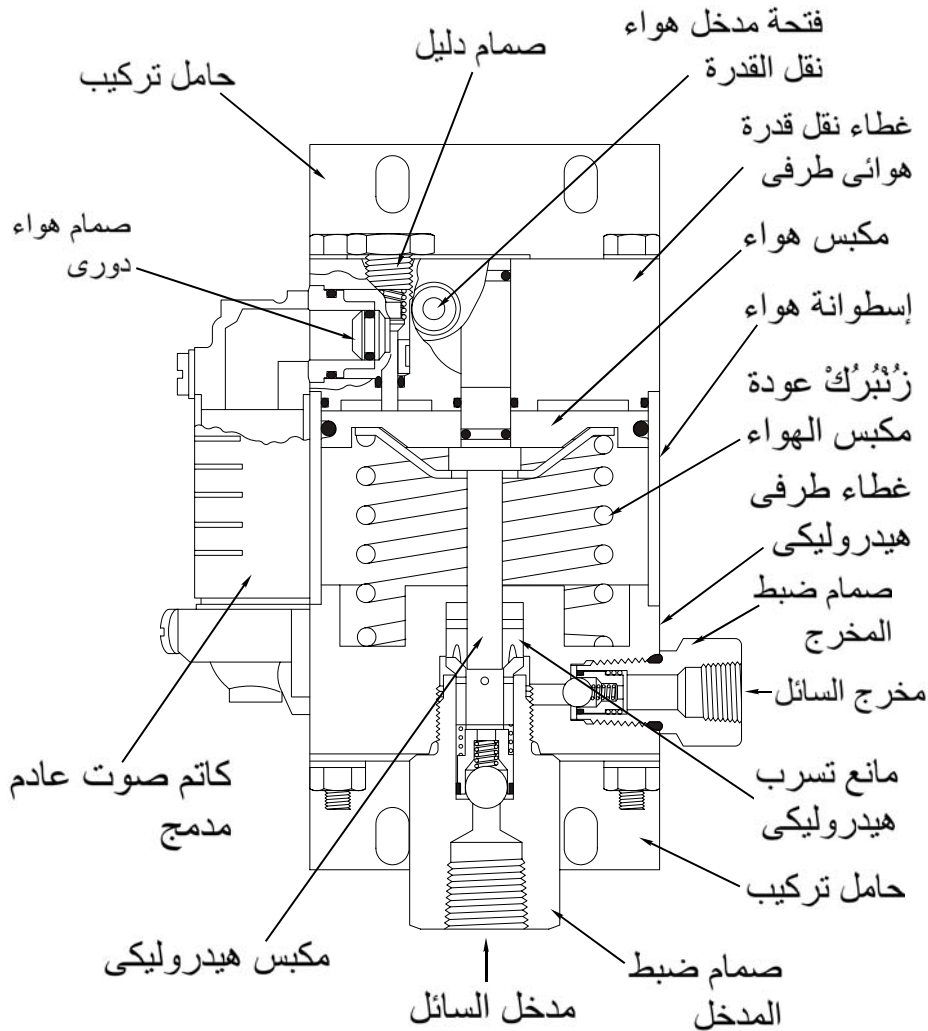 فتحة مدخل هواء
نقل القدرة
صمام دليل
حامل تركيب
غطاء نقل قدرة
هوائى طرفى
صمام هواء
دورى
مكبس هواء
إسطوانة هواء
زُنْبُرُكْ عودة
مكبس الهواء
غطاء طرفى
هيدروليكى
صمام ضبط
المخرج
مخرج السائل
كاتم صوت عادم
مدمج
مانع تسرب
هيدروليكى
حامل تركيب
مكبس هيدروليكى
صمام ضبط
المدخل
مدخل السائل